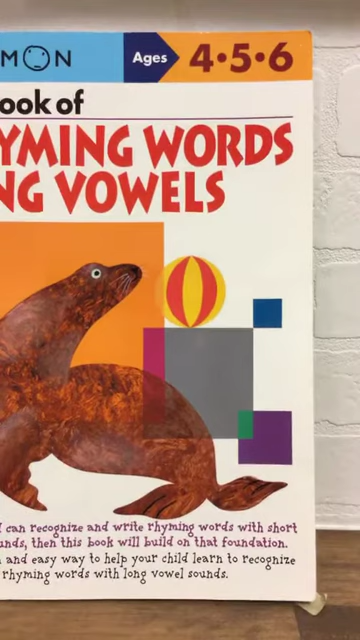 MON
Ages 4•5•6
ook of
YMING WORDS
NG VOWELS
can recognize and write rhyming words with short
unds, then this book will build on that foundation.
and easy way to help your child learn to recognize
rhyming words with long vowel sounds.